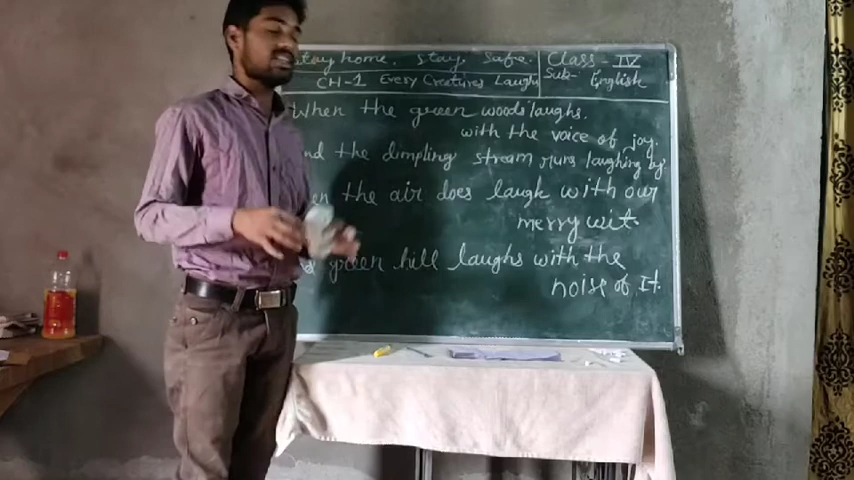 stay home. stay safe.
Class - IV
CH-1 Every Creatures Laugh
Sub:- English
When the green woods laughs.
with the voice of joy.
nd the dimpling stream runs laughing by
en the air does laugh with our
merry wit
s green hill laughs with the
noise of It.